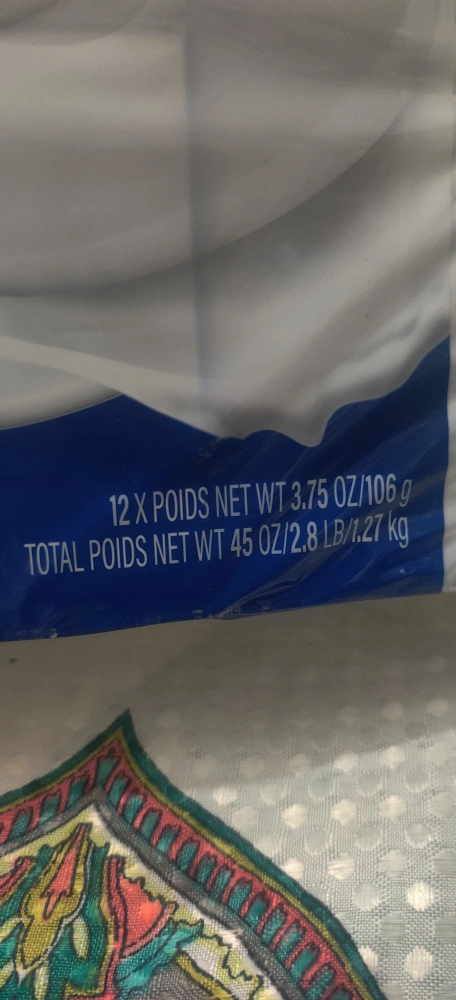 12 X POIDS NET WT 3.75 OZ/106 g
TOTAL POIDS NET WT 45 OZ/2.8 LB/1.27 kg